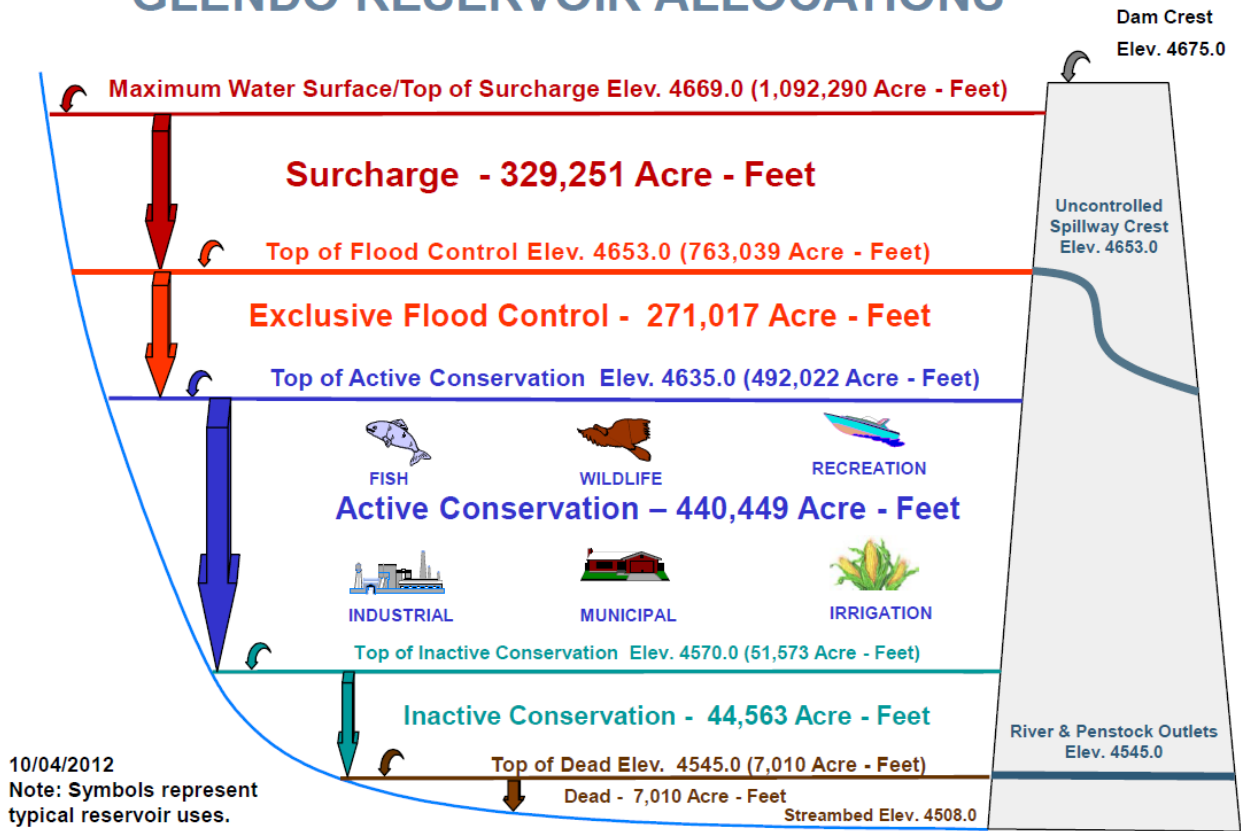 GLENDO RESERVOIR ALLOCATIONS
Dam Crest
Elev. 4675.0
Maximum Water Surface/Top of Surcharge Elev. 4669.0 (1,092,290 Acre - Feet)
Surcharge - 329,251 Acre - Feet
Uncontrolled
Spillway Crest
Elev. 4653.0
Top of Flood Control Elev. 4653.0 (763,039 Acre - Feet)
Exclusive Flood Control - 271,017 Acre - Feet
Top of Active Conservation Elev. 4635.0 (492,022 Acre - Feet)
FISH
WILDLIFE
RECREATION
Active Conservation – 440,449 Acre - Feet
INDUSTRIAL
MUNICIPAL
IRRIGATION
Top of Inactive Conservation Elev. 4570.0 (51,573 Acre - Feet)
Inactive Conservation - 44,563 Acre - Feet
River & Penstock Outlets
Elev. 4545.0
Top of Dead Elev. 4545.0 (7,010 Acre - Feet)
Dead - 7,010 Acre - Feet
Streambed Elev. 4508.0
10/04/2012
Note: Symbols represent
typical reservoir uses.